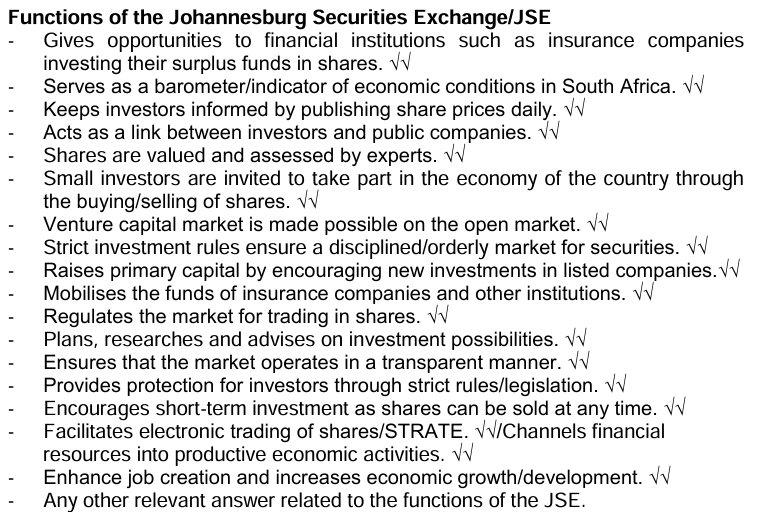 Functions of the Johannesburg Securities Exchange/JSE
- Gives opportunities to financial institutions such as insurance companies
investing their surplus funds in shares. √√
- Serves as a barometer/indicator of economic conditions in South Africa. √√
- Keeps investors informed by publishing share prices daily. √√
- Acts as a link between investors and public companies. √√
- Shares are valued and assessed by experts. √√
- Small investors are invited to take part in the economy of the country through
the buying/selling of shares. √√
- Venture capital market is made possible on the open market. √√
- Strict investment rules ensure a disciplined/orderly market for securities. √√
- Raises primary capital by encouraging new investments in listed companies.√√
- Mobilises the funds of insurance companies and other institutions. √√
- Regulates the market for trading in shares. √√
- Plans, researches and advises on investment possibilities. √√
- Ensures that the market operates in a transparent manner. √√
- Provides protection for investors through strict rules/legislation. √√
- Encourages short-term investment as shares can be sold at any time. √√
- Facilitates electronic trading of shares/STRATE. √√/Channels financial
resources into productive economic activities. √√
- Enhance job creation and increases economic growth/development. √√
- Any other relevant answer related to the functions of the JSE.